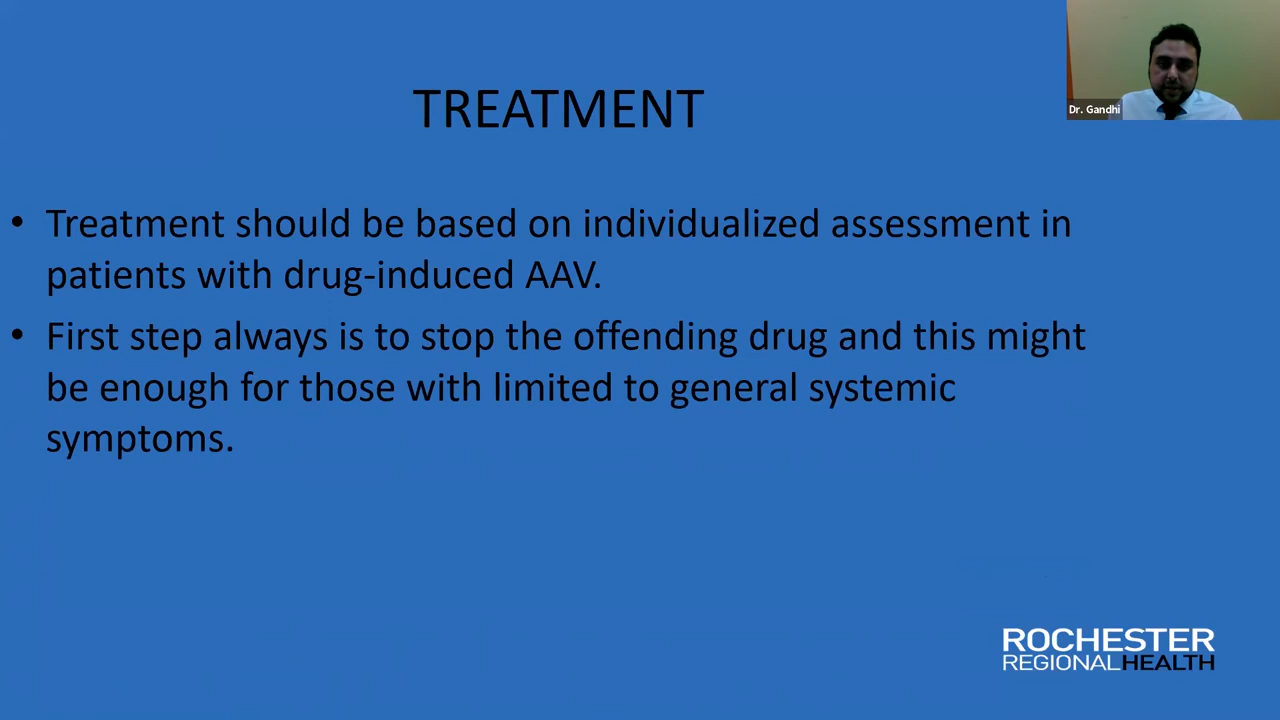 Dr. Gandhi
TREATMENT
• Treatment should be based on individualized assessment in
patients with drug-induced AAV.
• First step always is to stop the offending drug and this might
be enough for those with limited to general systemic
symptoms.
ROCHESTER
REGIONALHEALTH